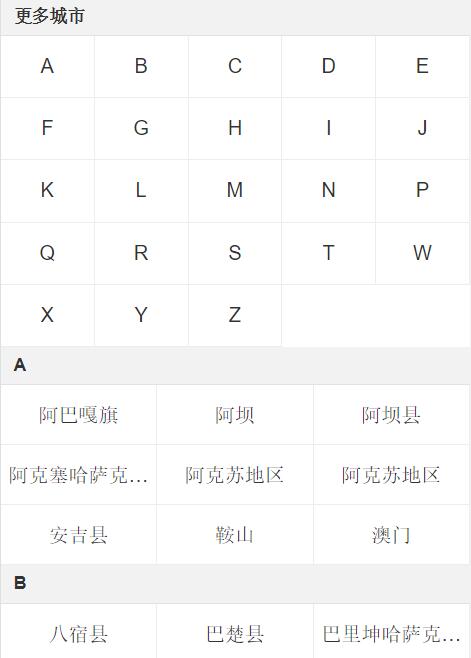 更多城市
A B C D E
F G H I J
K L M N P
Q R S T W
X Y Z
A
阿巴嘎旗 阿坝 阿坝县
阿克塞哈萨克... 阿克苏地区 阿克苏地区
安吉县 鞍山 澳门
B
八宿县 巴楚县 巴里坤哈萨克...